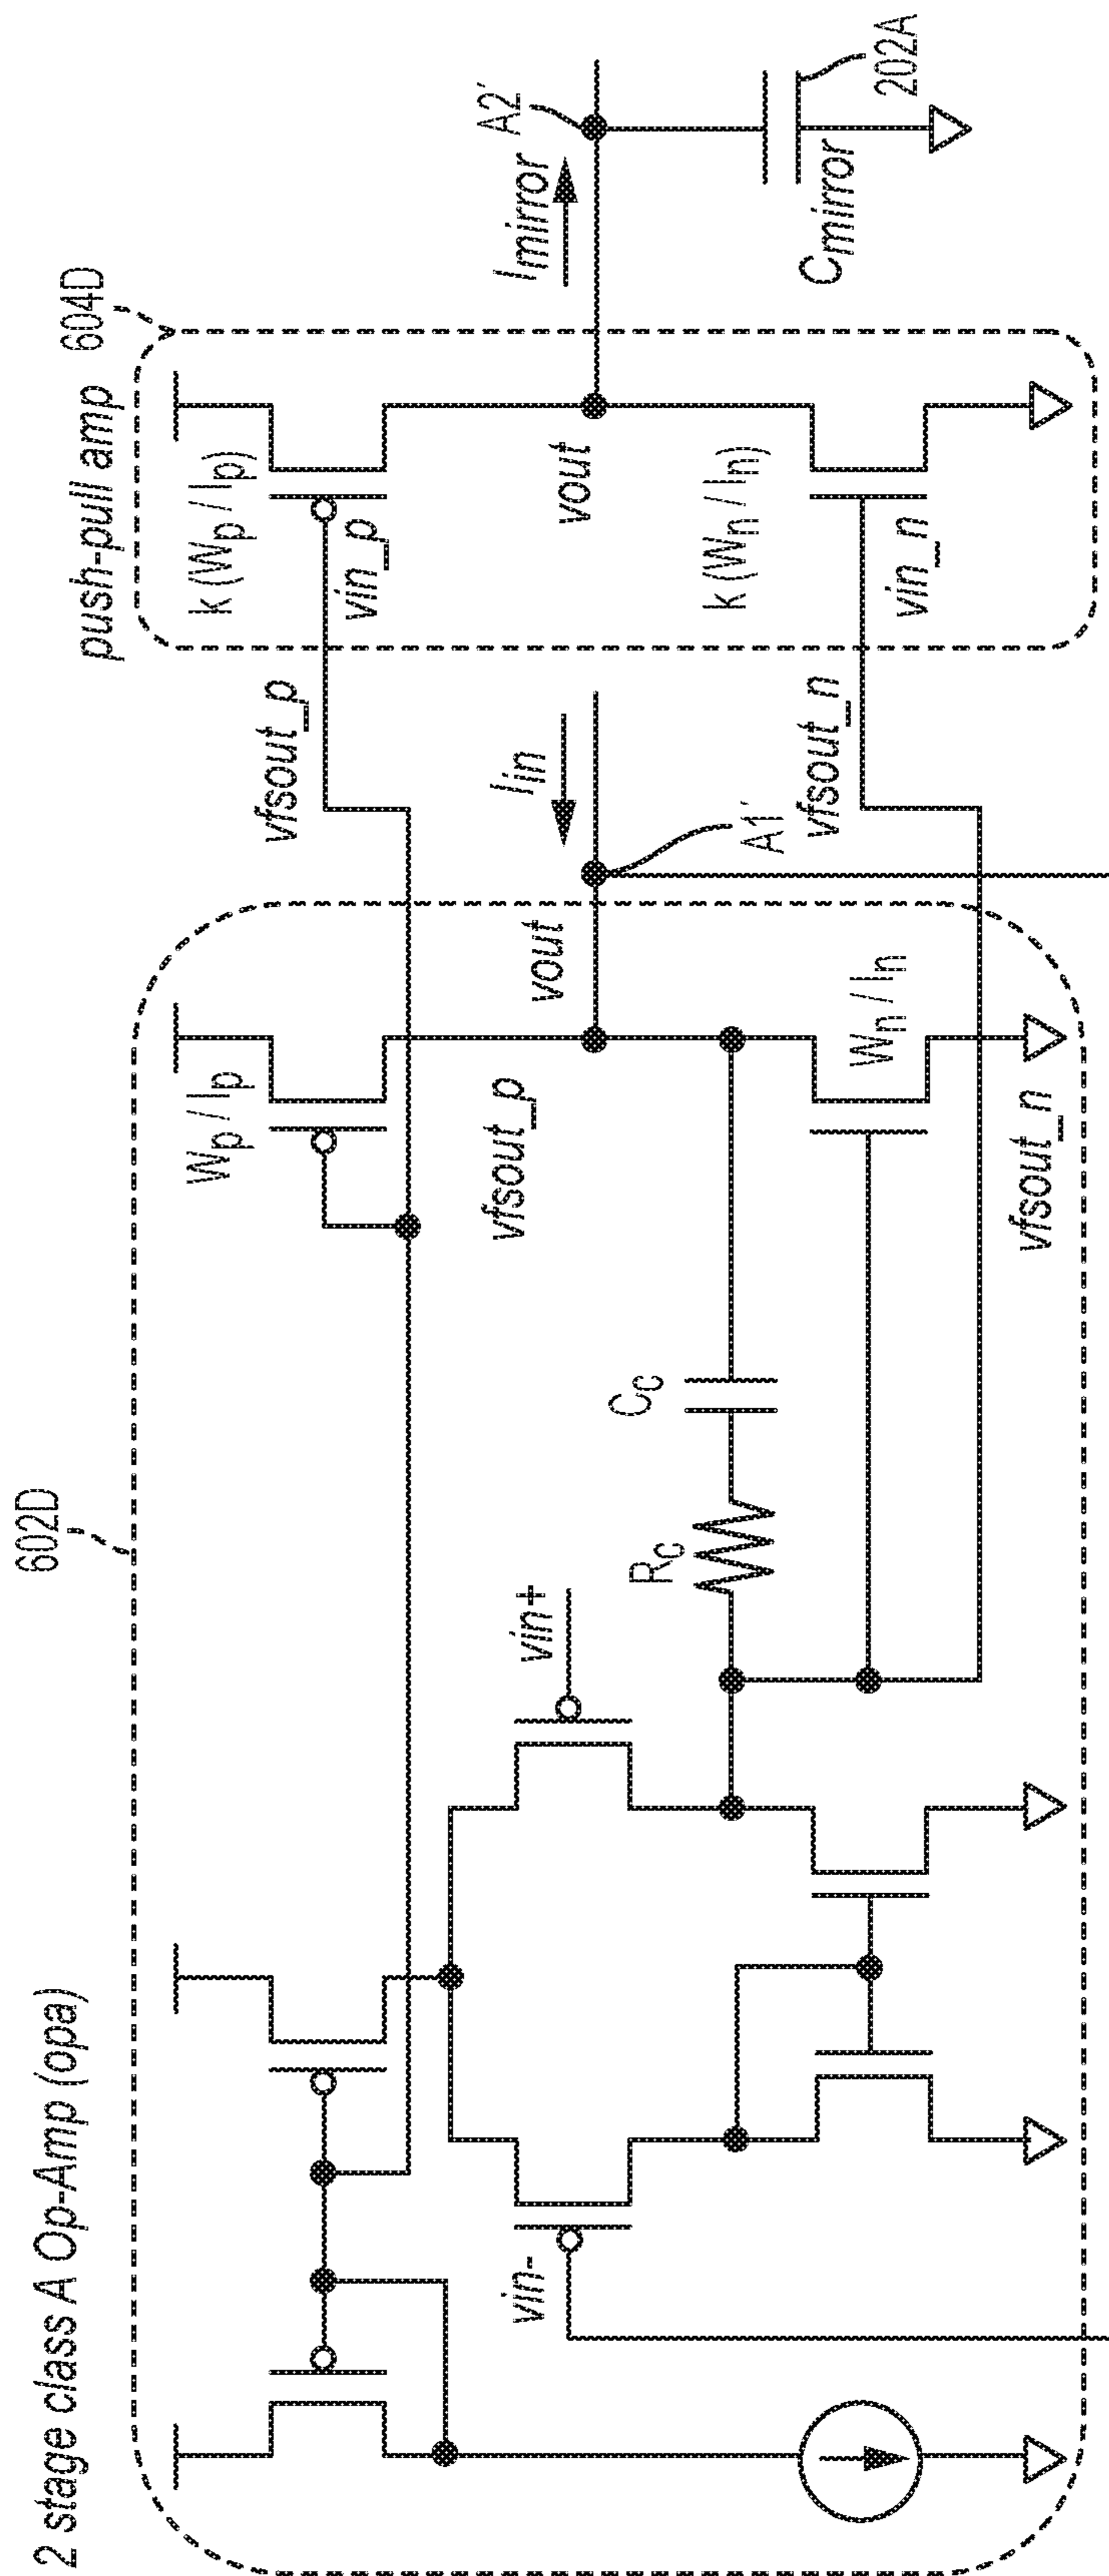 2 stage class A Op-Amp (opa)
602D
push-pull amp
604D
vin-
vin+
RC
CC
Wp / lp
vfsout_p
vout
Wn / ln
vfsout_n
A1′
Iin
vfsout_p
vfsout_n
k (Wp / lp)
vin_p
vout
k (Wn / ln)
vin_n
Imirror
A2′
Cmirror
202A